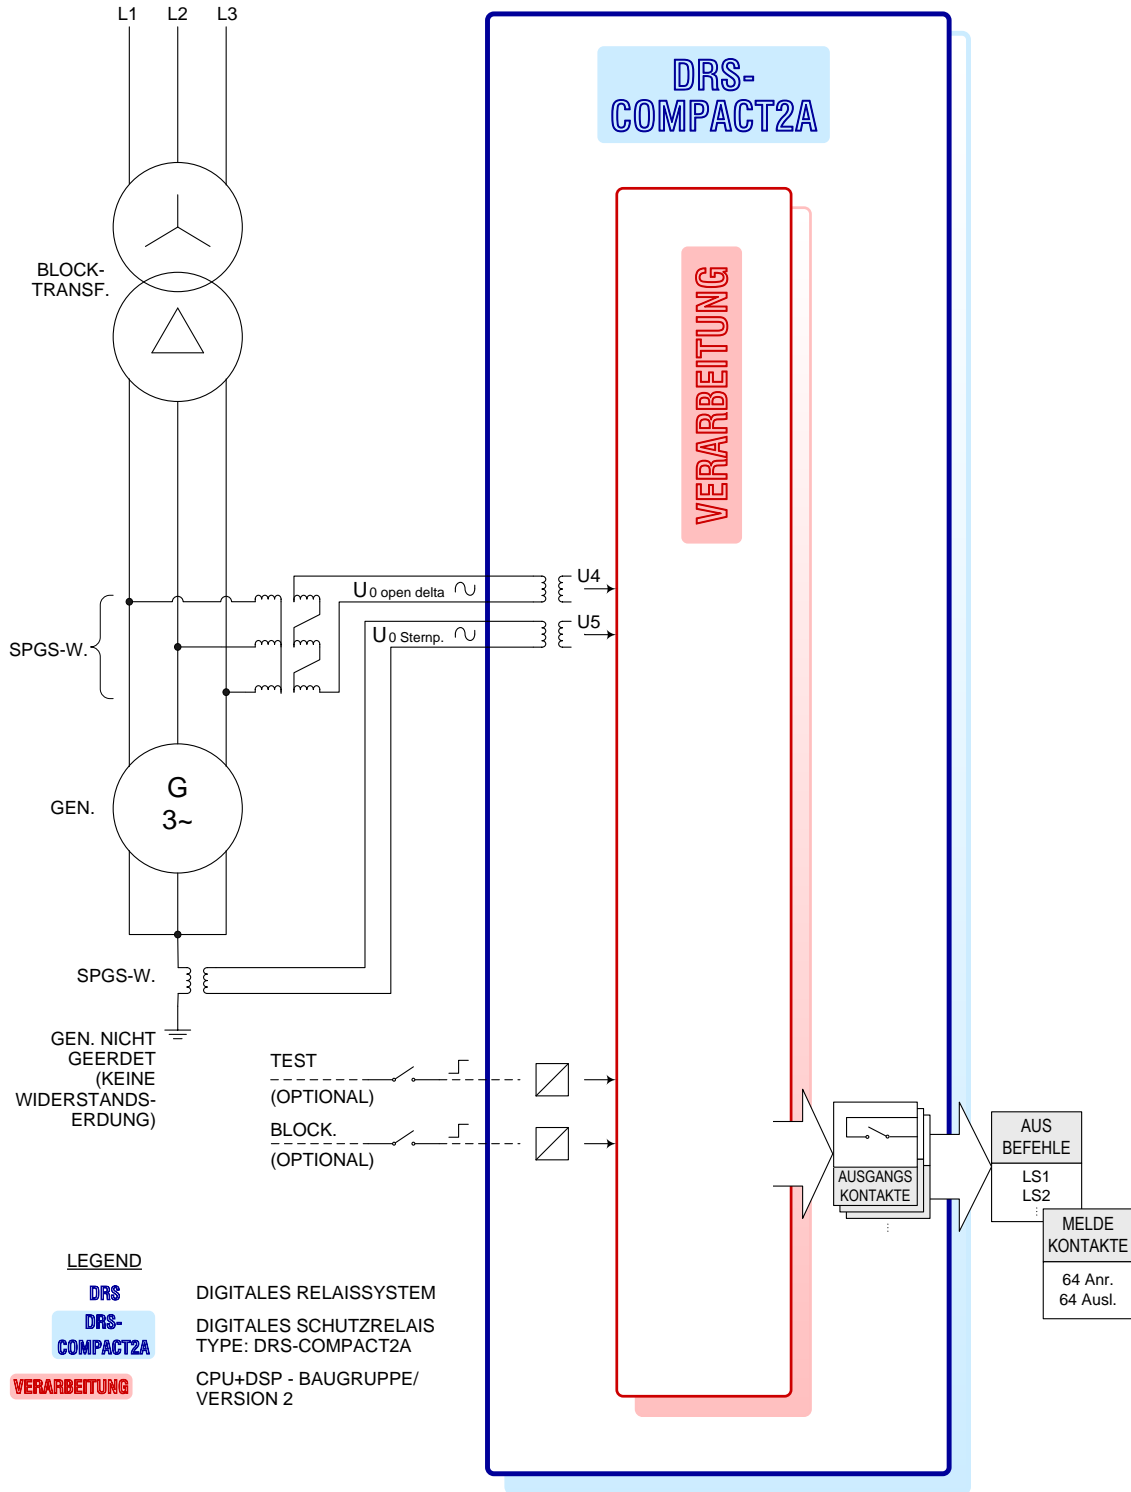 L1 L2 L3
DRS-
COMPACT2A
VERARBEITUNG
BLOCK-
TRANSF.
U0 open delta
U4
U0 Sternp.
U5
SPGS-W.
G
3~
GEN.
SPGS-W.
GEN. NICHT
GEERDET
(KEINE
WIDERSTANDS-
ERDUNG)
TEST
(OPTIONAL)
BLOCK.
(OPTIONAL)
AUSGANGS
KONTAKTE
AUS
BEFEHLE
LS1
LS2
MELDE
KONTAKTE
64 Anr.
64 Ausl.
LEGEND
DRS DIGITALES RELAISSYSTEM
DRS-
COMPACT2A
DIGITALES SCHUTZRELAIS
TYPE: DRS-COMPACT2A
VERARBEITUNG
CPU+DSP - BAUGRUPPE/
VERSION 2